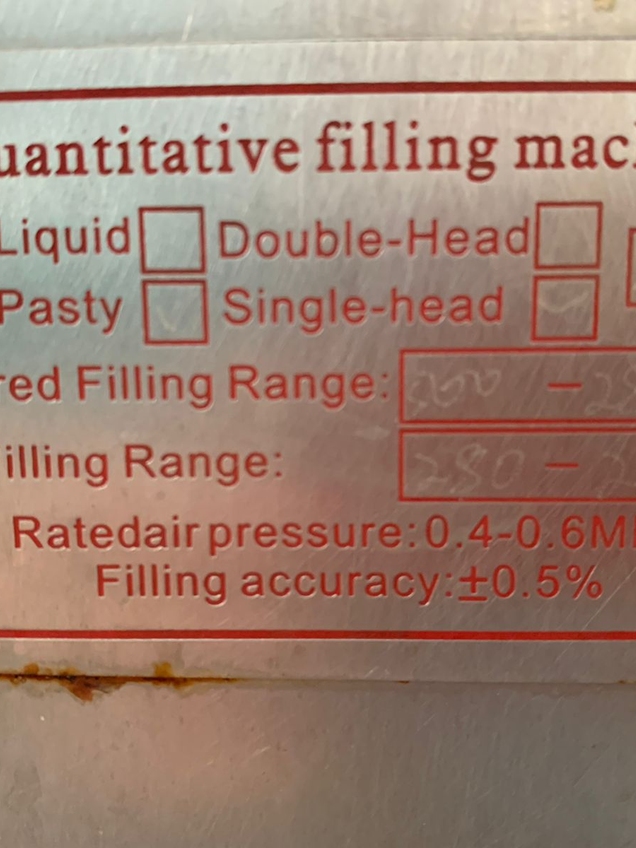 uantitative filling mac
Liquid Double-Head
Pasty Single-head
red Filling Range: –
illing Range: 280 –
Ratedair pressure:0.4-0.6M
Filling accuracy:±0.5%